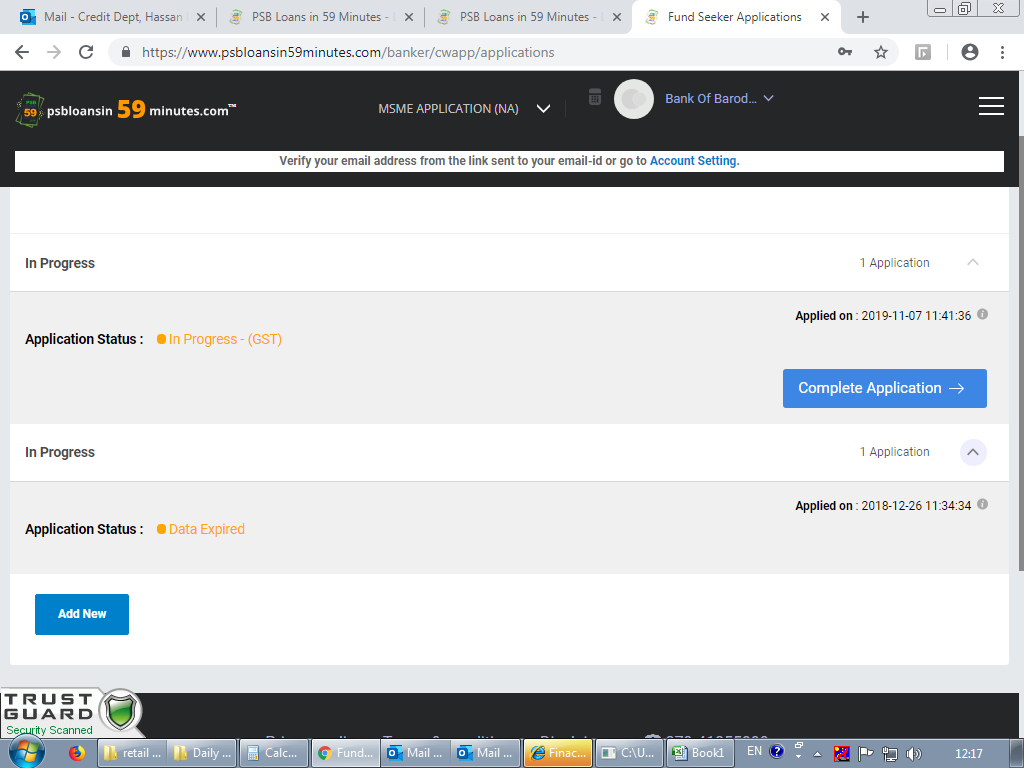 Mail - Credit Dept, Hassan
PSB Loans in 59 Minutes -
PSB Loans in 59 Minutes -
Fund Seeker Applications
https://www.psbloansin59minutes.com/banker/cwapp/applications
PSB
59
psbloansin 59 minutes.com™
MSME APPLICATION (NA)
Bank Of Barod...
Verify your email address from the link sent to your email-id or go to Account Setting.
In Progress
1 Application
Applied on : 2019-11-07 11:41:36
Application Status : In Progress - (GST)
Complete Application →
In Progress
1 Application
Applied on : 2018-12-26 11:34:34
Application Status : Data Expired
Add New
TRUST
GUARD
Security Scanned
retail ...
Daily ...
Calc...
Fund...
Mail ...
Mail ...
Finac...
C:\U...
Book1
EN
12:17